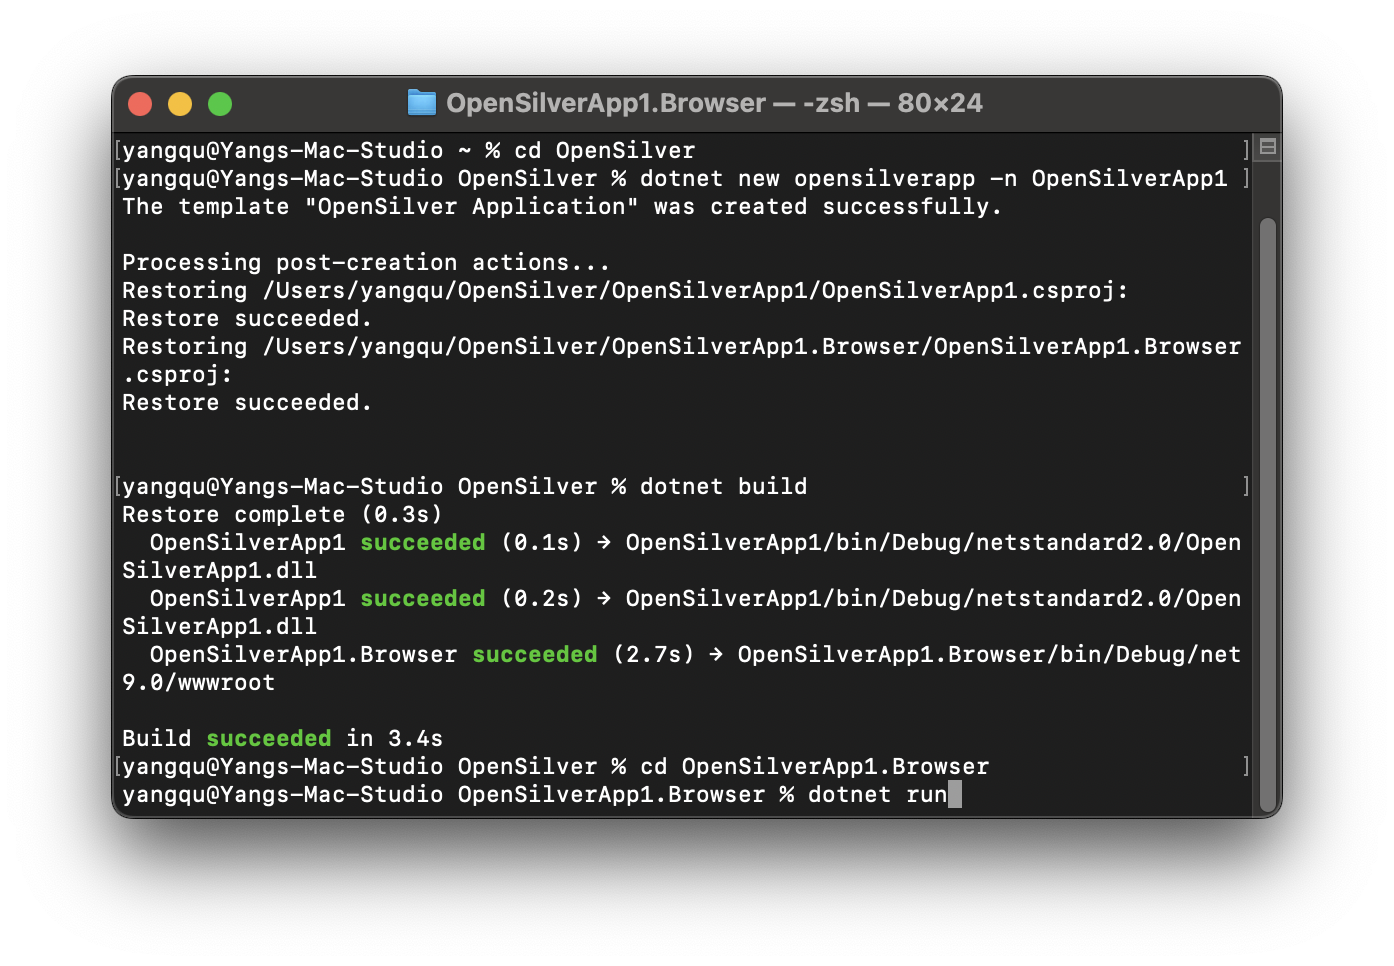 OpenSilverApp1.Browser — -zsh — 80×24
[yangqu@Yangs-Mac-Studio ~ % cd OpenSilver ]
[yangqu@Yangs-Mac-Studio OpenSilver % dotnet new opensilverapp -n OpenSilverApp1 ]
The template "OpenSilver Application" was created successfully.
Processing post-creation actions...
Restoring /Users/yangqu/OpenSilver/OpenSilverApp1/OpenSilverApp1.csproj:
Restore succeeded.
Restoring /Users/yangqu/OpenSilver/OpenSilverApp1.Browser/OpenSilverApp1.Browser
.csproj:
Restore succeeded.
[yangqu@Yangs-Mac-Studio OpenSilver % dotnet build ]
Restore complete (0.3s)
OpenSilverApp1 succeeded (0.1s) → OpenSilverApp1/bin/Debug/netstandard2.0/Open
SilverApp1.dll
OpenSilverApp1 succeeded (0.2s) → OpenSilverApp1/bin/Debug/netstandard2.0/Open
SilverApp1.dll
OpenSilverApp1.Browser succeeded (2.7s) → OpenSilverApp1.Browser/bin/Debug/net
9.0/wwwroot
Build succeeded in 3.4s
[yangqu@Yangs-Mac-Studio OpenSilver % cd OpenSilverApp1.Browser ]
yangqu@Yangs-Mac-Studio OpenSilverApp1.Browser % dotnet run